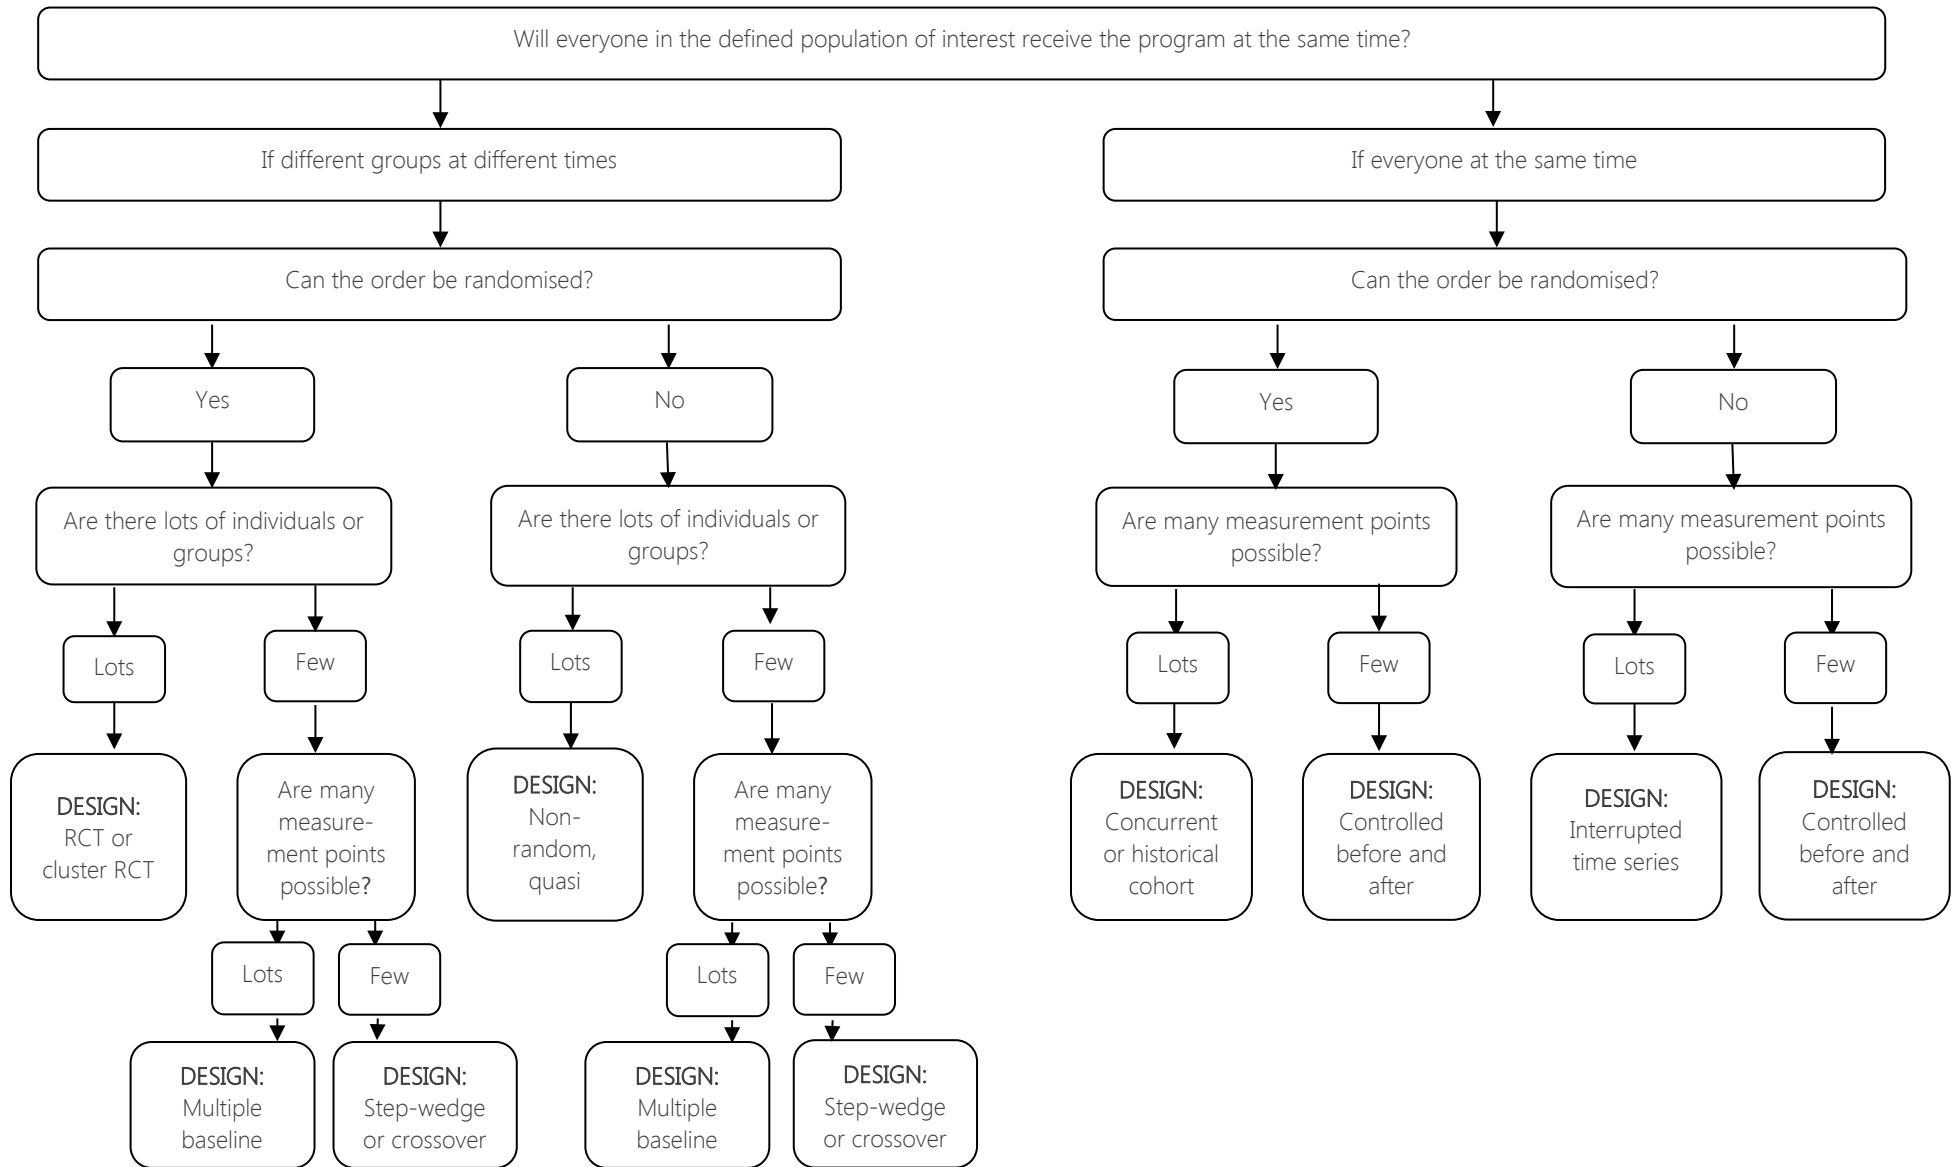 Will everyone in the defined population of interest receive the program at the same time?
If different groups at different times
If everyone at the same time
Can the order be randomised?
Can the order be randomised?
Yes
No
Yes
No
Are there lots of individuals or
groups?
Are there lots of individuals or
groups?
Are many measurement points
possible?
Are many measurement points
possible?
Lots
Few
Lots
Few
Lots
Few
Lots
Few
DESIGN:
RCT or
cluster RCT
Are many
measure-
ment points
possible?
DESIGN:
Non-
random,
quasi
Are many
measure-
ment points
possible?
DESIGN:
Concurrent
or historical
cohort
DESIGN:
Controlled
before and
after
DESIGN:
Interrupted
time series
DESIGN:
Controlled
before and
after
Lots
Few
Lots
Few
DESIGN:
Multiple
baseline
DESIGN:
Step-wedge
or crossover
DESIGN:
Multiple
baseline
DESIGN:
Step-wedge
or crossover